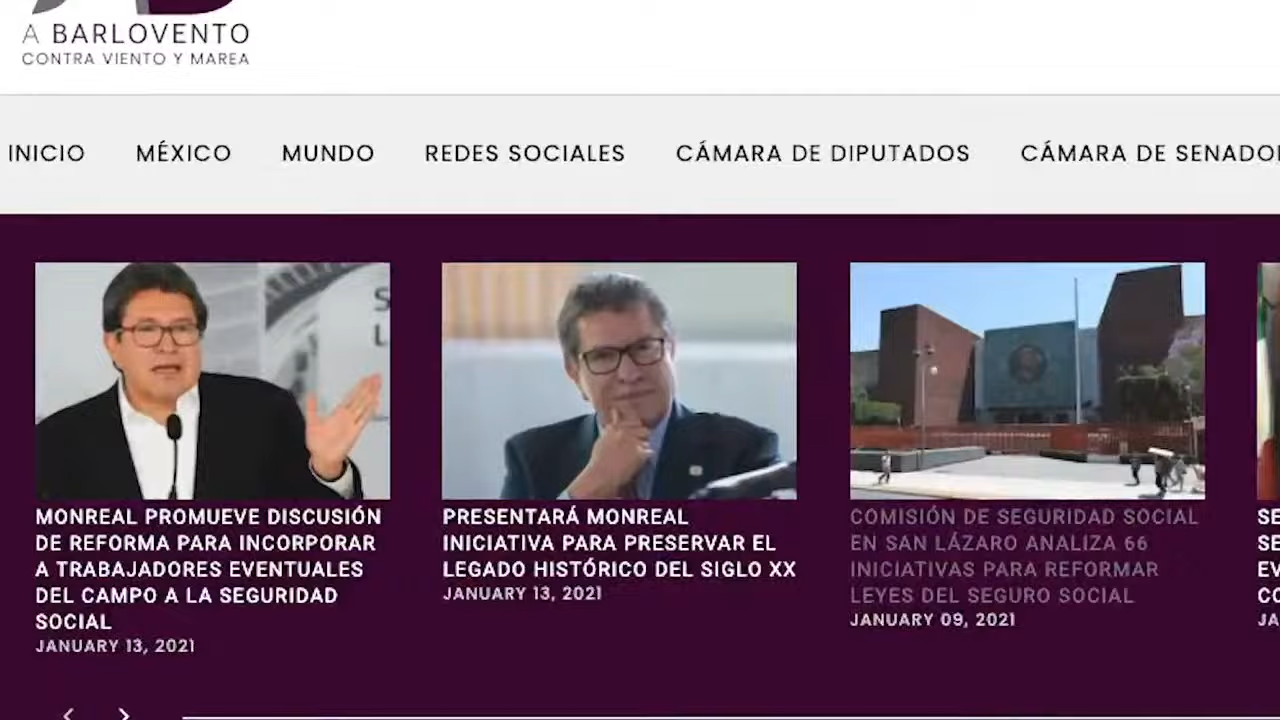 A BARLOVENTO
CONTRA VIENTO Y MAREA
INICIO
MÉXICO
MUNDO
REDES SOCIALES
CÁMARA DE DIPUTADOS
CÁMARA DE
MONREAL PROMUEVE DISCUSIÓN
DE REFORMA PARA INCORPORAR
A TRABAJADORES EVENTUALES
DEL CAMPO A LA SEGURIDAD
SOCIAL
JANUARY 13, 2021
PRESENTARÁ MONREAL
INICIATIVA PARA PRESERVAR EL
LEGADO HISTÓRICO DEL SIGLO XX
JANUARY 13, 2021
COMISIÓN DE SEGURIDAD SOCIAL
EN SAN LÁZARO ANALIZA 66
INICIATIVAS PARA REFORMAR
LEYES DEL SEGURO SOCIAL
JANUARY 09, 2021